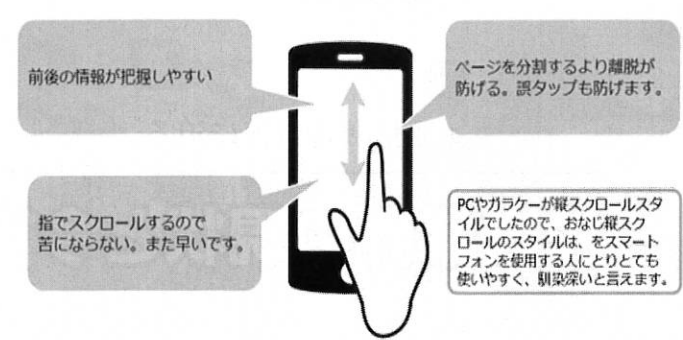 前後の情報が把握しやすい
ページを分割するより離脱が
防げる。誤タップも防げます。
指でスクロールするので
苦にならない。また早いです。
PCやガラケーが縦スクロールスタ
イルでしたので、おなじ縦スク
ロールのスタイルは、をスマート
フォンを使用する人にとりとても
使いやすく、馴染深いと言えます。